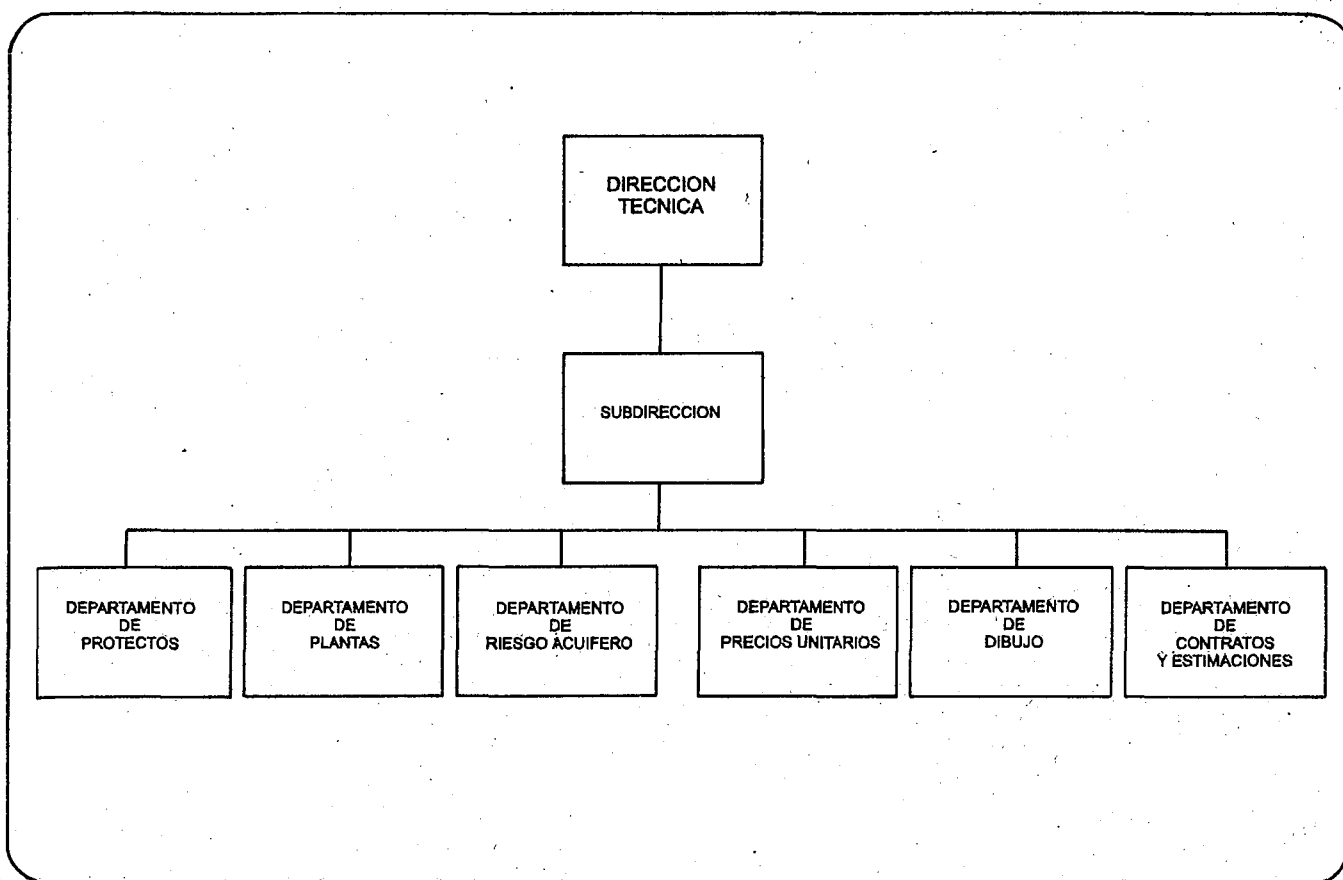 DIRECCION
TECNICA
SUBDIRECCION
DEPARTAMENTO
DE
PROTECTOS
DEPARTAMENTO
DE
PLANTAS
DEPARTAMENTO
DE
RIESGO ACUIFERO
DEPARTAMENTO
DE
PRECIOS UNITARIOS
DEPARTAMENTO
DE
DIBUJO
DEPARTAMENTO
DE
CONTRATOS
Y ESTIMACIONES